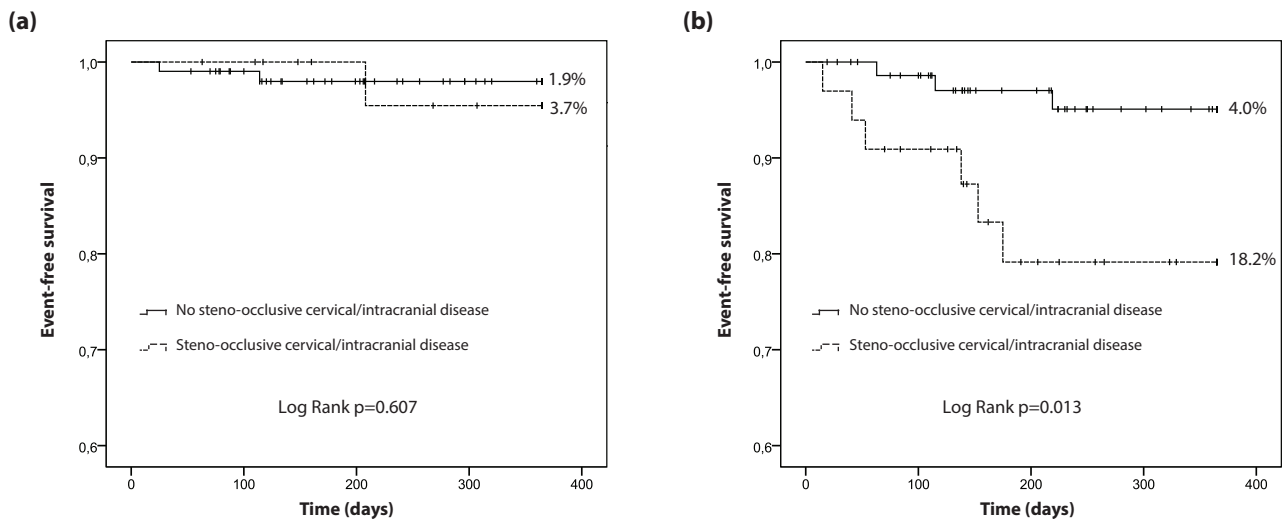 (a)
Event-free survival
1,0
0,9
0,8
0,7
0,6
1.9%
3.7%
No steno-occlusive cervical/intracranial disease
Steno-occlusive cervical/intracranial disease
Log Rank p=0.607
0
100
200
300
400
Time (days)
(b)
Event-free survival
1,0
0,9
0,8
0,7
0,6
4.0%
18.2%
No steno-occlusive cervical/intracranial disease
Steno-occlusive cervical/intracranial disease
Log Rank p=0.013
0
100
200
300
400
Time (days)